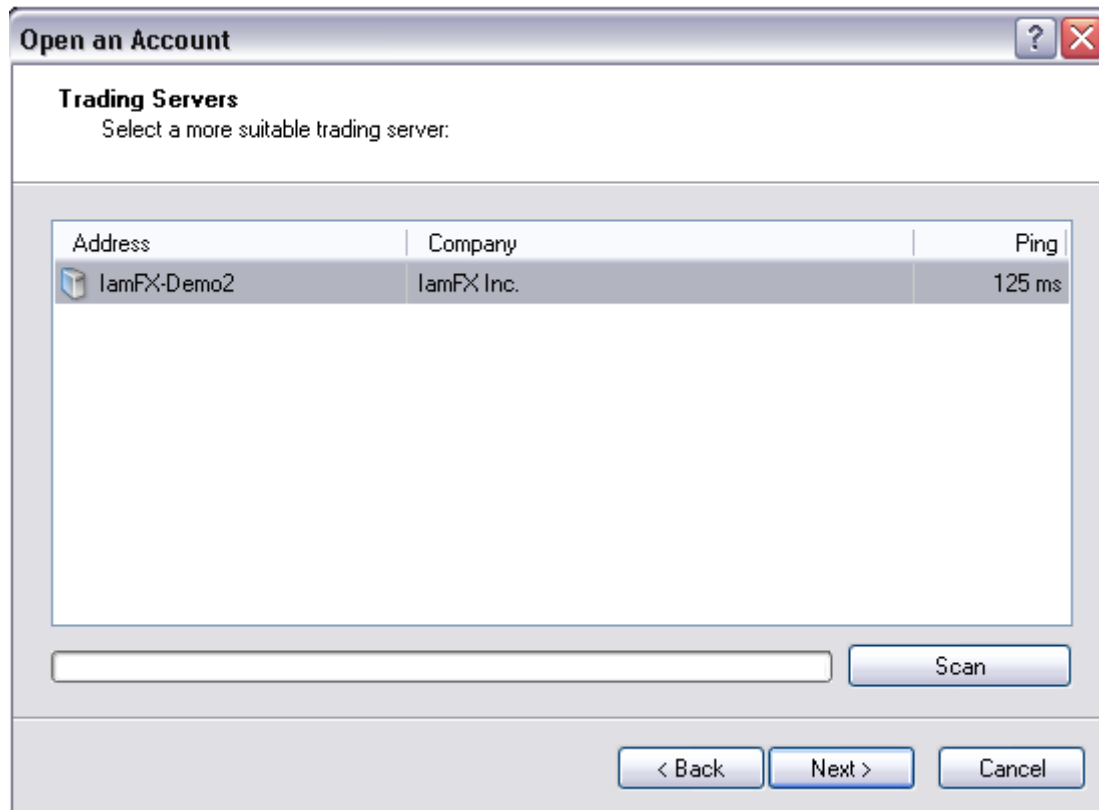 Open an Account ?
Trading Servers
Select a more suitable trading server:
Address Company Ping
IamFX-Demo2 IamFX Inc. 125 ms
Scan
< Back Next > Cancel